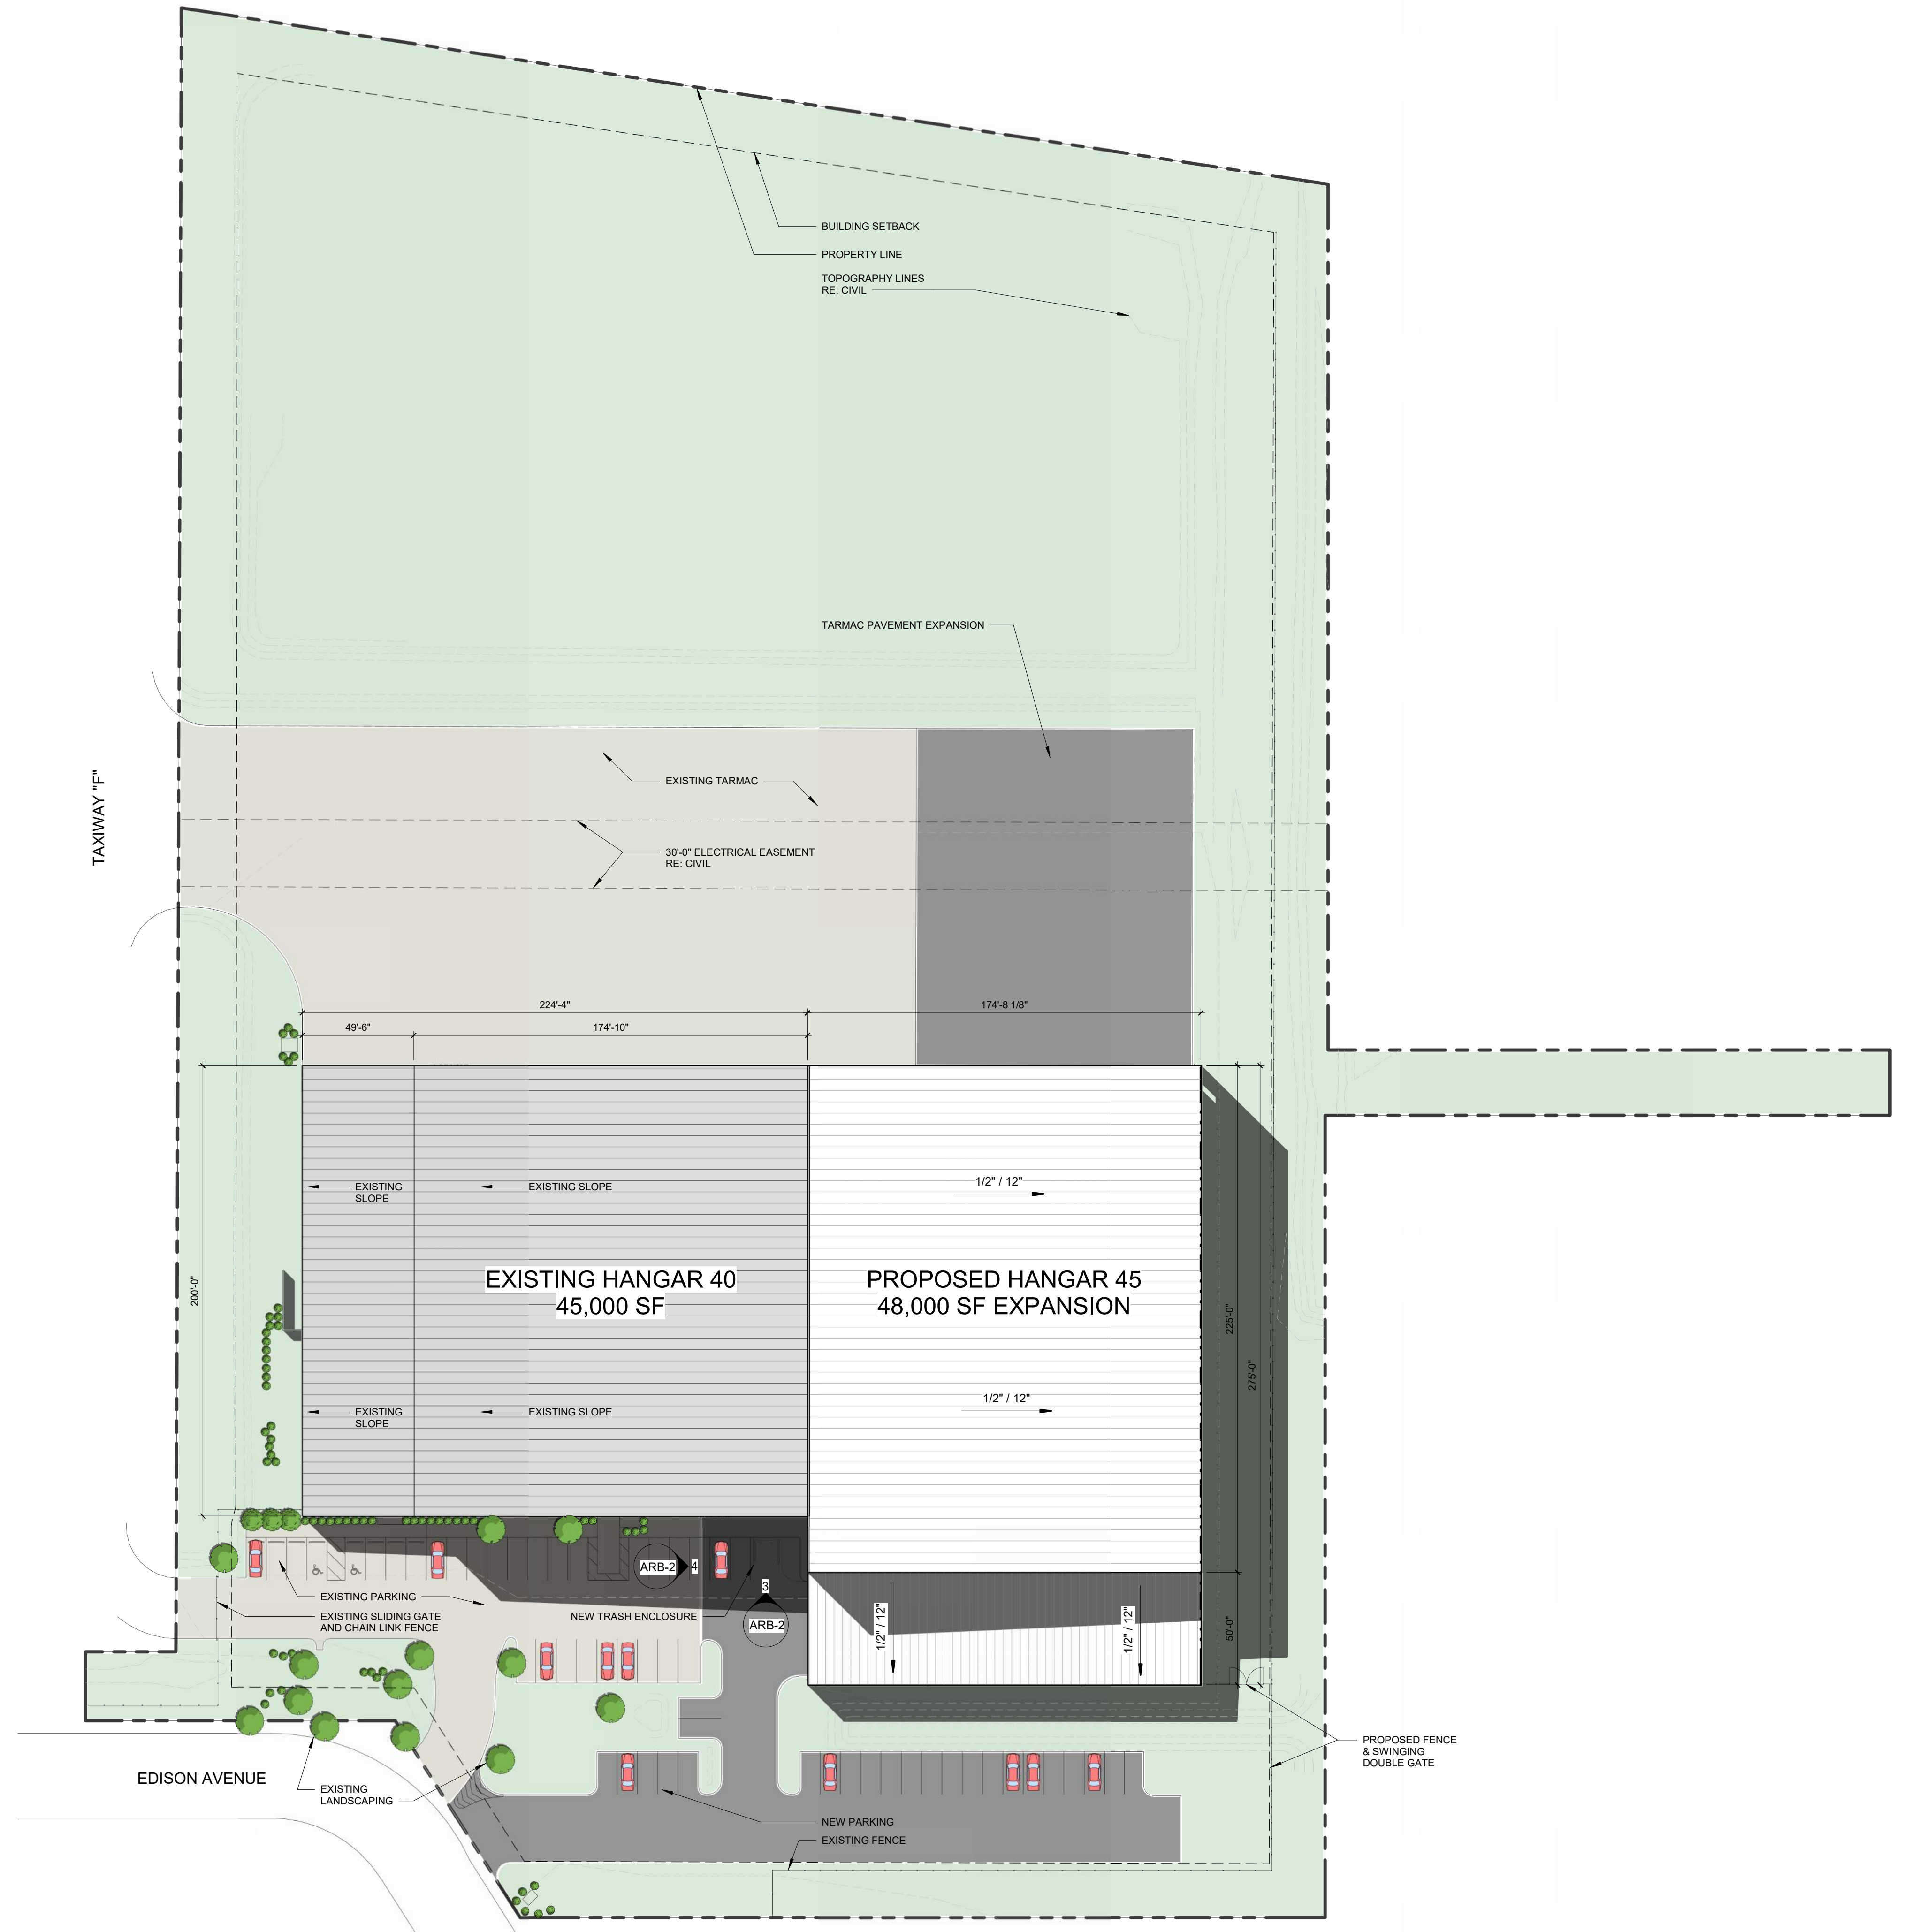 BUILDING SETBACK
PROPERTY LINE
TOPOGRAPHY LINES
RE: CIVIL
TARMAC PAVEMENT EXPANSION
EXISTING TARMAC
TAXIWAY "F"
30'-0" ELECTRICAL EASEMENT
RE: CIVIL
224'-4"
174'-8 1/8"
49'-6"
174'-10"
EXISTING
SLOPE
EXISTING SLOPE
1/2" / 12"
200'-0"
EXISTING HANGAR 40
45,000 SF
PROPOSED HANGAR 45
48,000 SF EXPANSION
225'-0"
275'-0"
EXISTING
SLOPE
EXISTING SLOPE
1/2" / 12"
ARB-2
4
3
ARB-2
EXISTING PARKING
EXISTING SLIDING GATE
AND CHAIN LINK FENCE
NEW TRASH ENCLOSURE
1/2" / 12"
1/2" / 12"
50'-0"
PROPOSED FENCE
& SWINGING
DOUBLE GATE
EDISON AVENUE
EXISTING
LANDSCAPING
NEW PARKING
EXISTING FENCE